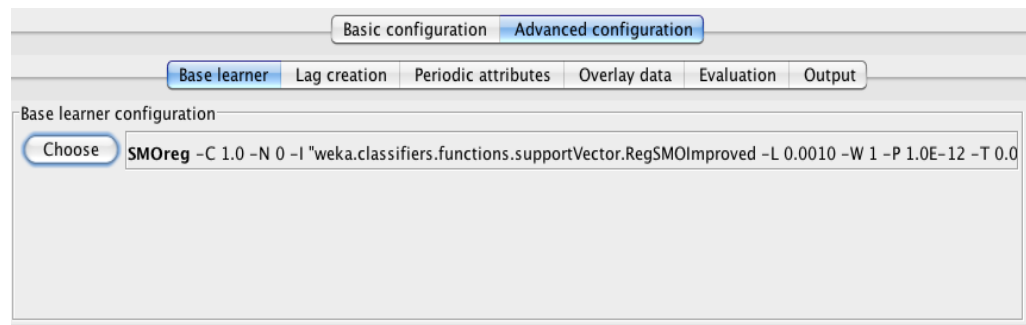 Basic configuration Advanced configuration
Base learner Lag creation Periodic attributes Overlay data Evaluation Output
Base learner configuration
Choose SMOreg -C 1.0 -N 0 -I "weka.classifiers.functions.supportVector.RegSMOImproved -L 0.0010 -W 1 -P 1.0E-12 -T 0.0